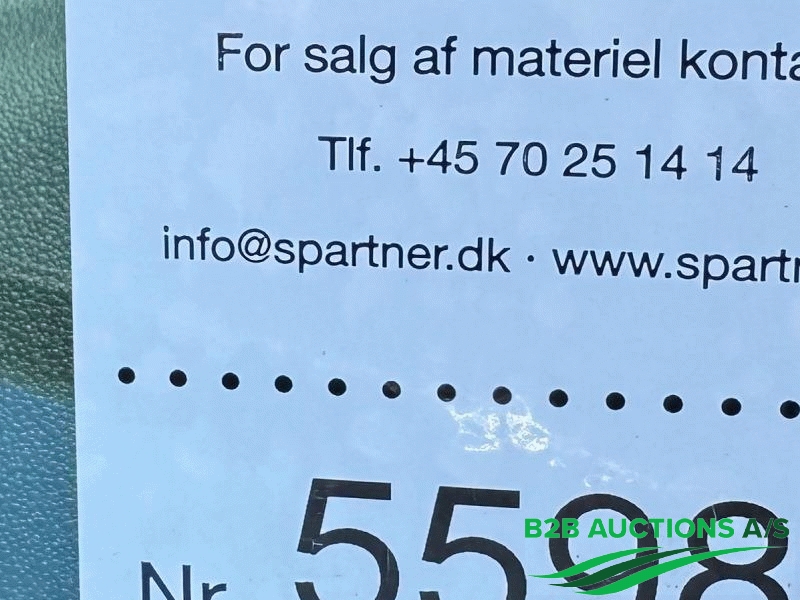 For salg af materiel konta
Tlf. +45 70 25 14 14
info@spartner.dk · www.spartn
Nr. 5598
B2B AUCTIONS A/S